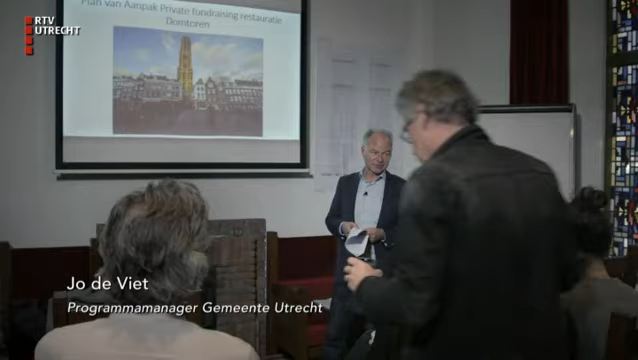 RTV
UTRECHT
Plan van Aanpak Private fundraising restauratie
Domtoren
Jo de Viet
Programmamanager Gemeente Utrecht